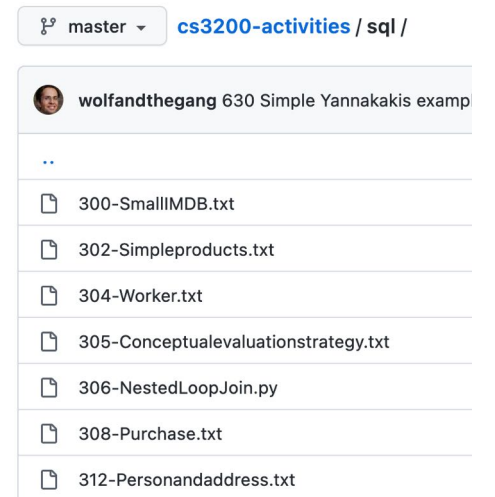 master cs3200-activities / sql /
wolfandthegang 630 Simple Yannakakis examp
..
300-SmallIMDB.txt
302-Simpleproducts.txt
304-Worker.txt
305-Conceptualevaluationstrategy.txt
306-NestedLoopJoin.py
308-Purchase.txt
312-Personandaddress.txt